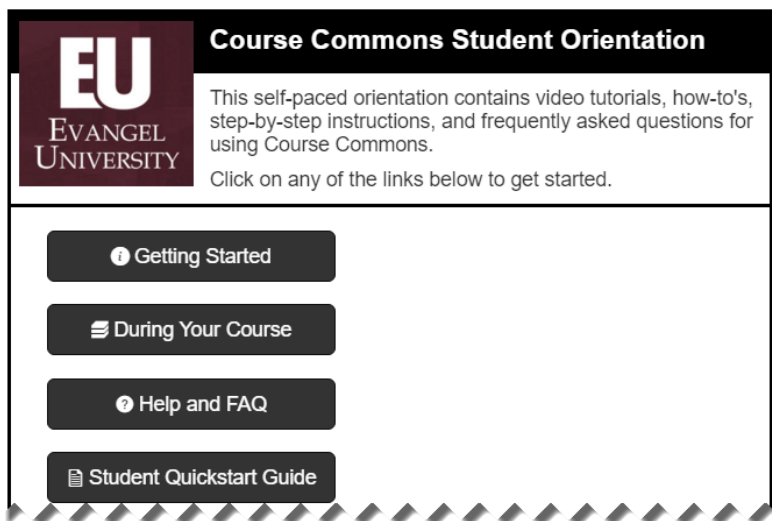 EU
EVANGEL
UNIVERSITY
Course Commons Student Orientation
This self-paced orientation contains video tutorials, how-to's,
step-by-step instructions, and frequently asked questions for
using Course Commons.
Click on any of the links below to get started.
Getting Started
During Your Course
Help and FAQ
Student Quickstart Guide